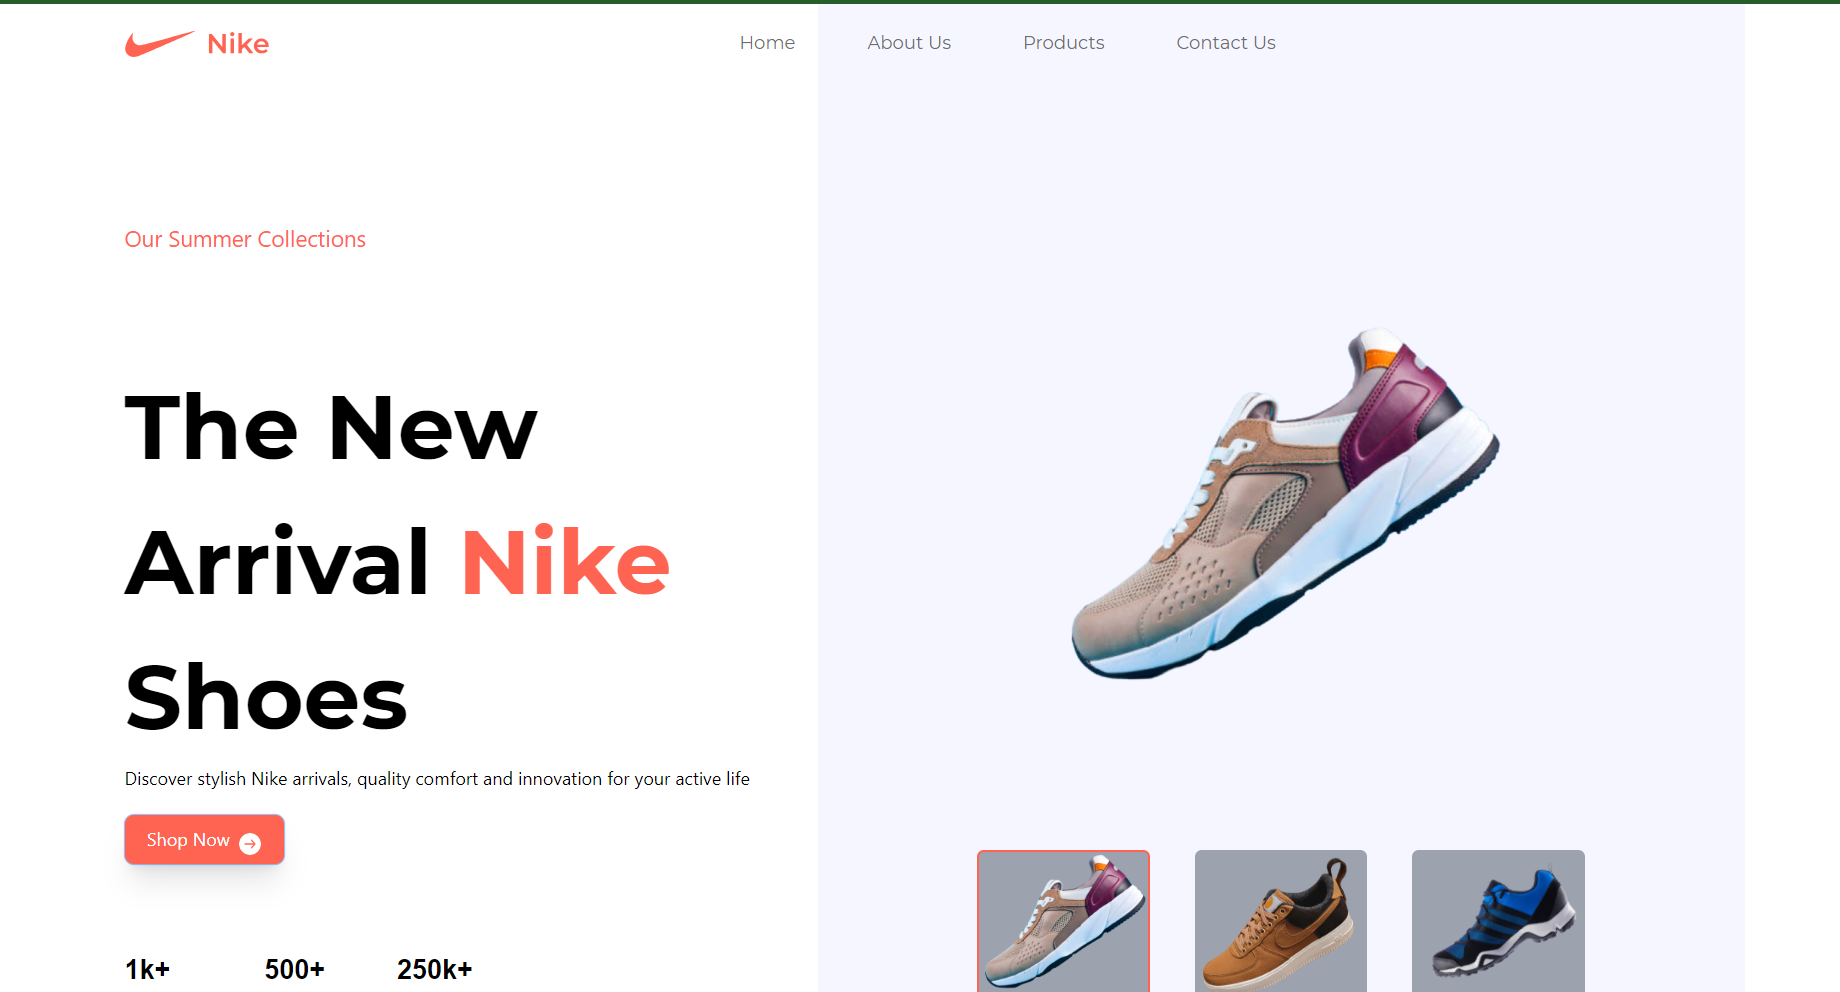 Nike
Home
About Us
Products
Contact Us
Our Summer Collections
The New
Arrival Nike
Shoes
Discover stylish Nike arrivals, quality comfort and innovation for your active life
Shop Now
1k+
500+
250k+